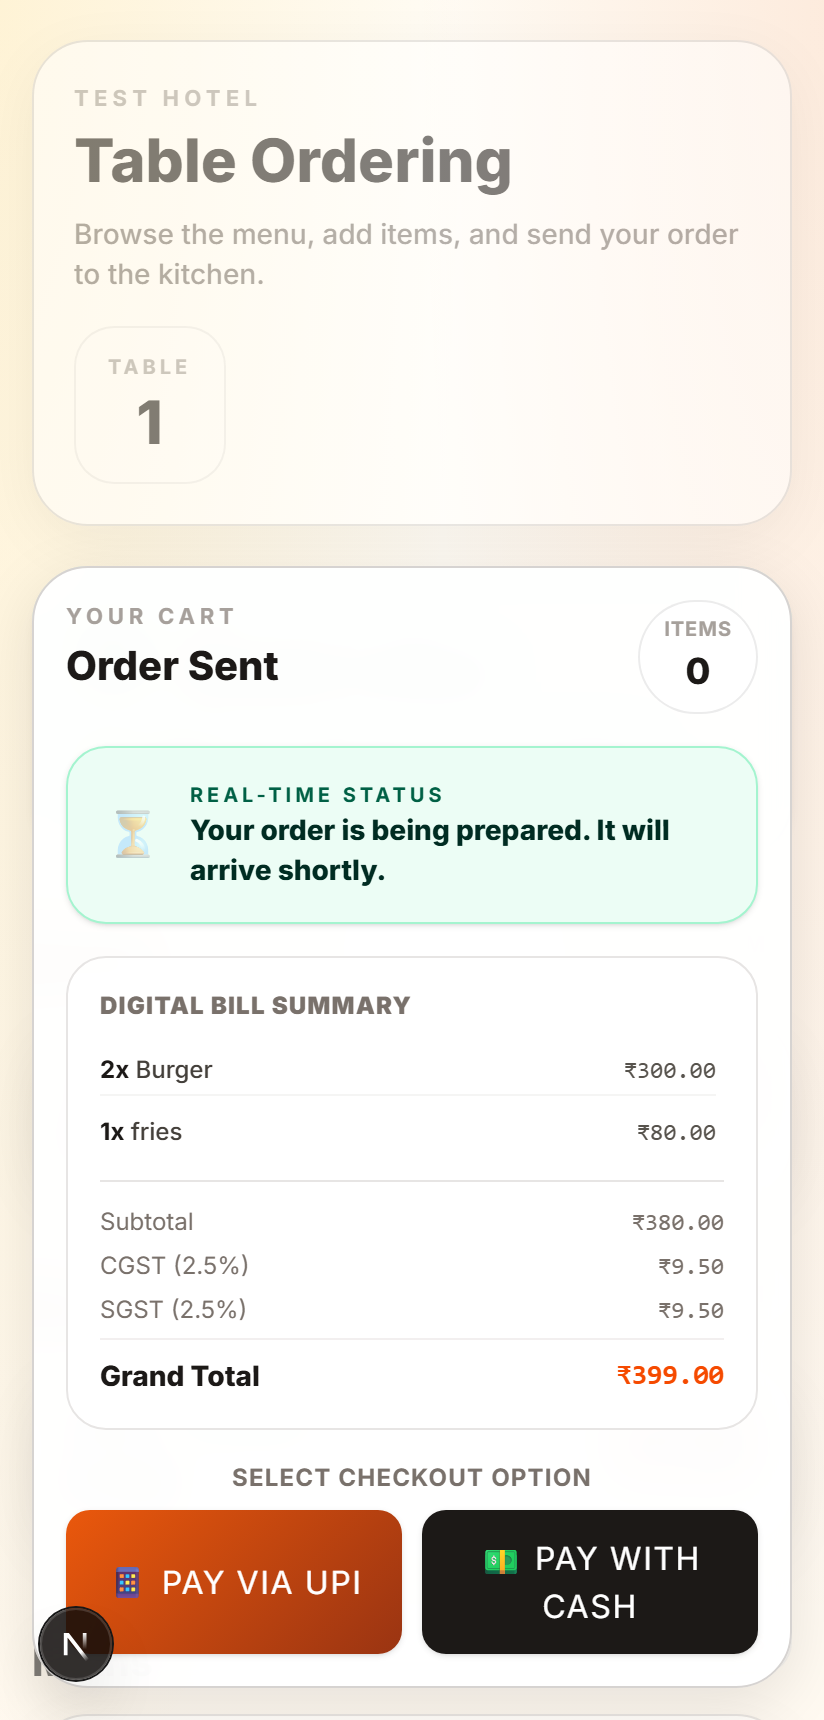 TEST HOTEL
Table Ordering
Browse the menu, add items, and send your order
to the kitchen.
TABLE
1
YOUR CART
Order Sent
ITEMS
0
REAL-TIME STATUS
Your order is being prepared. It will
arrive shortly.
DIGITAL BILL SUMMARY
2x Burger ₹300.00
1x fries ₹80.00
Subtotal ₹380.00
CGST (2.5%) ₹9.50
SGST (2.5%) ₹9.50
Grand Total ₹399.00
SELECT CHECKOUT OPTION
PAY VIA UPI
PAY WITH
CASH
N